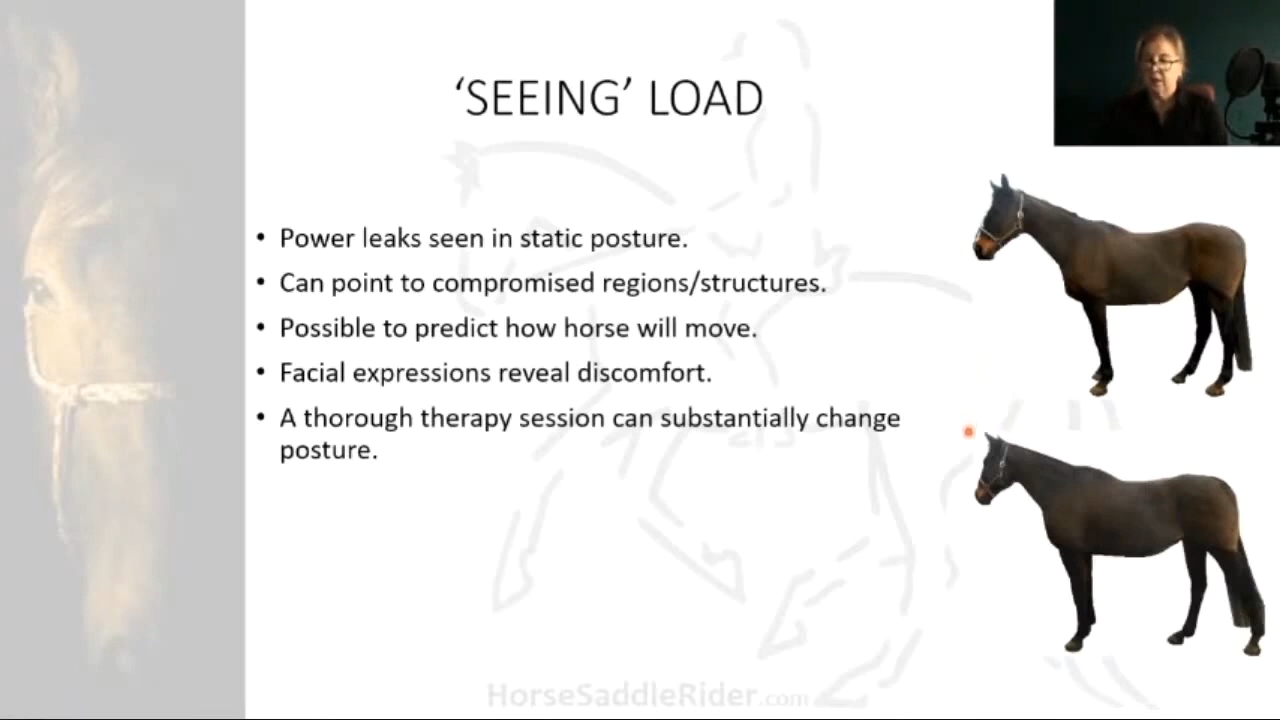 ‘SEEING’ LOAD
• Power leaks seen in static posture.
• Can point to compromised regions/structures.
• Possible to predict how horse will move.
• Facial expressions reveal discomfort.
• A thorough therapy session can substantially change
posture.
HorseSaddleRider.com